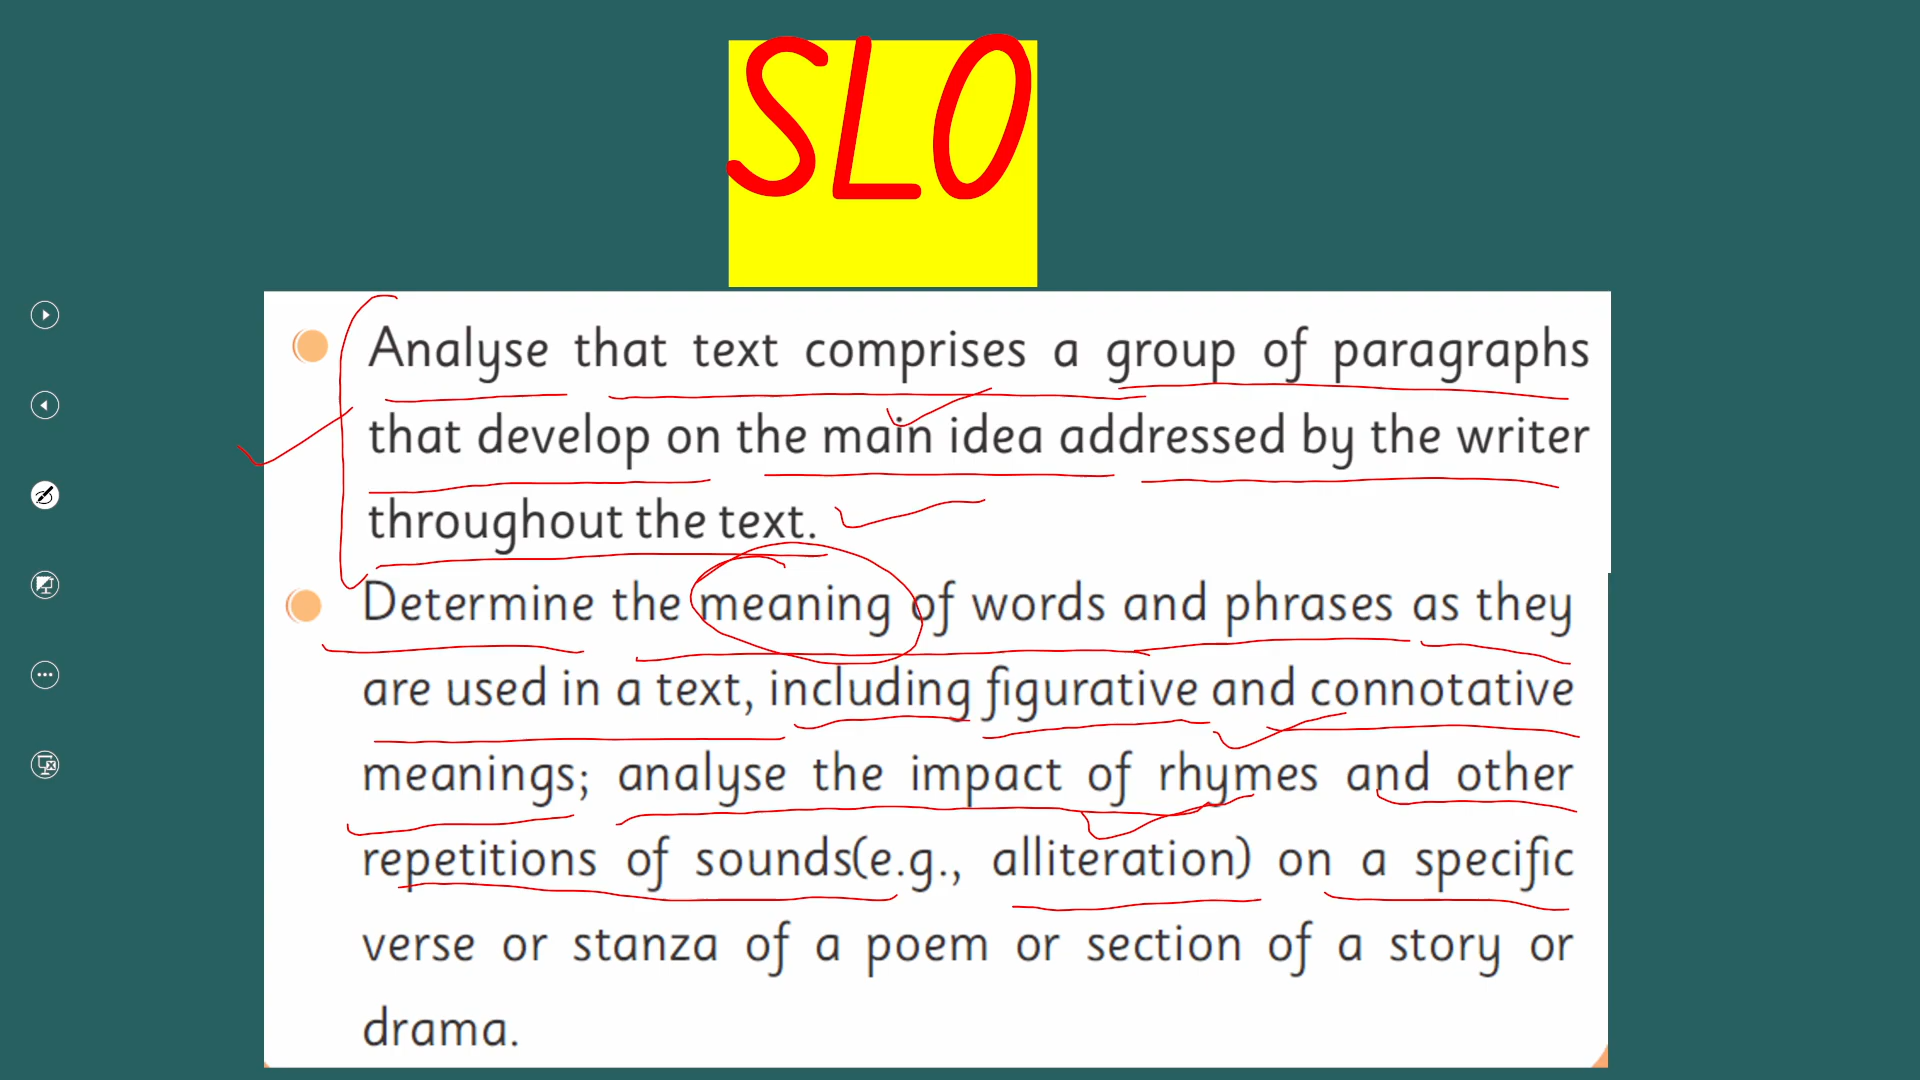 SLO
Analyse that text comprises a group of paragraphs
that develop on the main idea addressed by the writer
throughout the text.
Determine the meaning of words and phrases as they
are used in a text, including figurative and connotative
meanings; analyse the impact of rhymes and other
repetitions of sounds(e.g., alliteration) on a specific
verse or stanza of a poem or section of a story or
drama.